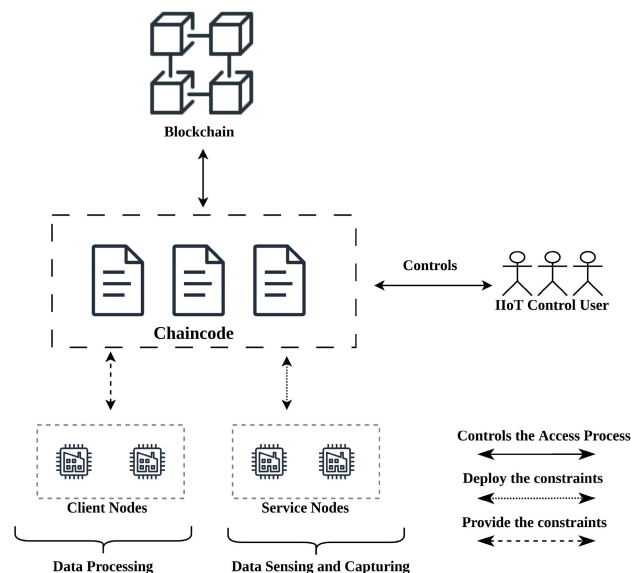 Blockchain
Controls
IIoT Control User
Chaincode
Controls the Access Process
Deploy the constraints
Provide the constraints
Client Nodes
Service Nodes
Data Processing
Data Sensing and Capturing